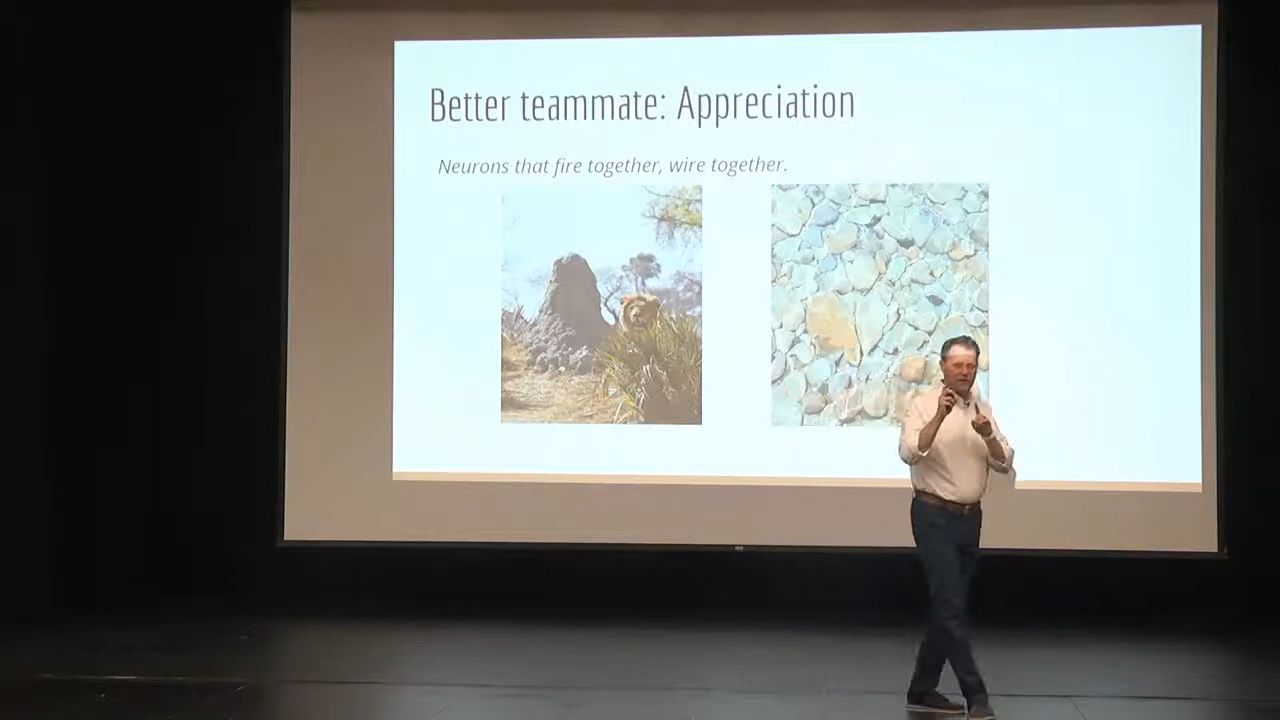 Better teammate: Appreciation
Neurons that fire together, wire together.